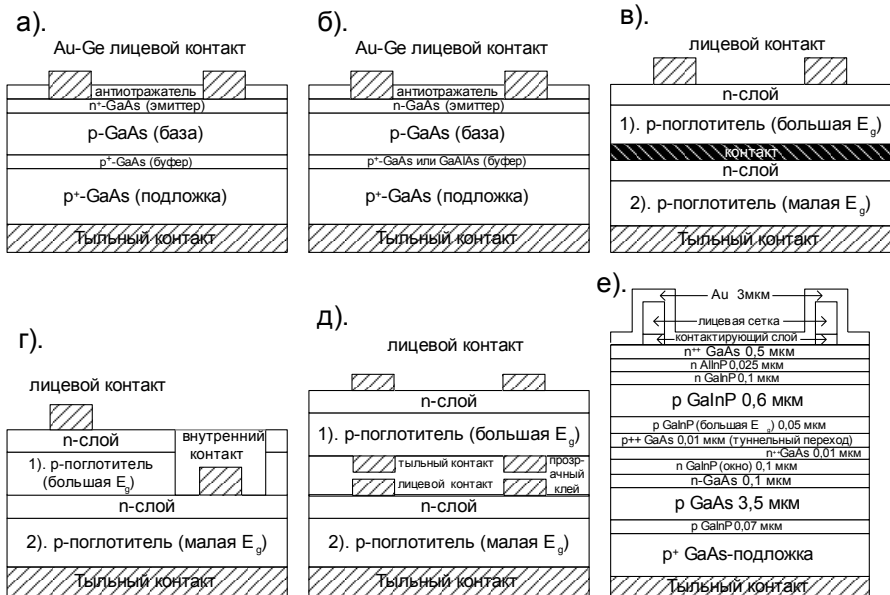 а).
Au-Ge лицевой контакт
антиотражатель
n+-GaAs (эмиттер)
p-GaAs (база)
p+-GaAs (буфер)
p+-GaAs (подложка)
Тыльный контакт
б).
Au-Ge лицевой контакт
антиотражатель
n-GaAs (эмиттер)
p-GaAs (база)
p+-GaAs или GaAlAs (буфер)
p+-GaAs (подложка)
Тыльный контакт
в).
лицевой контакт
n-слой
1). p-поглотитель (большая Eg)
контакт
n-слой
2). p-поглотитель (малая Eg)
Тыльный контакт
г).
лицевой контакт
n-слой
внутренний
контакт
1). p-поглотитель
(большая Eg)
n-слой
2). p-поглотитель (малая Eg)
Тыльный контакт
д).
лицевой контакт
n-слой
1). p-поглотитель (большая Eg)
тыльный контакт
лицевой контакт
прозр-
ачный
клей
n-слой
2). p-поглотитель (малая Eg)
Тыльный контакт
е).
Au 3мкм
лицевая сетка
контактирующий слой
n++ GaAs 0,5 мкм
n AlInP 0,025 мкм
n GaInP 0,1 мкм
p GaInP 0,6 мкм
p GaInP (большая Eg) 0,05 мкм
p++ GaAs 0,01 мкм (туннельный переход)
n++GaAs 0,01 мкм
n GaInP (окно) 0,1 мкм
n-GaAs 0,1 мкм
p GaAs 3,5 мкм
p GaInP 0,07 мкм
p+ GaAs-подложка
Тыльный контакт